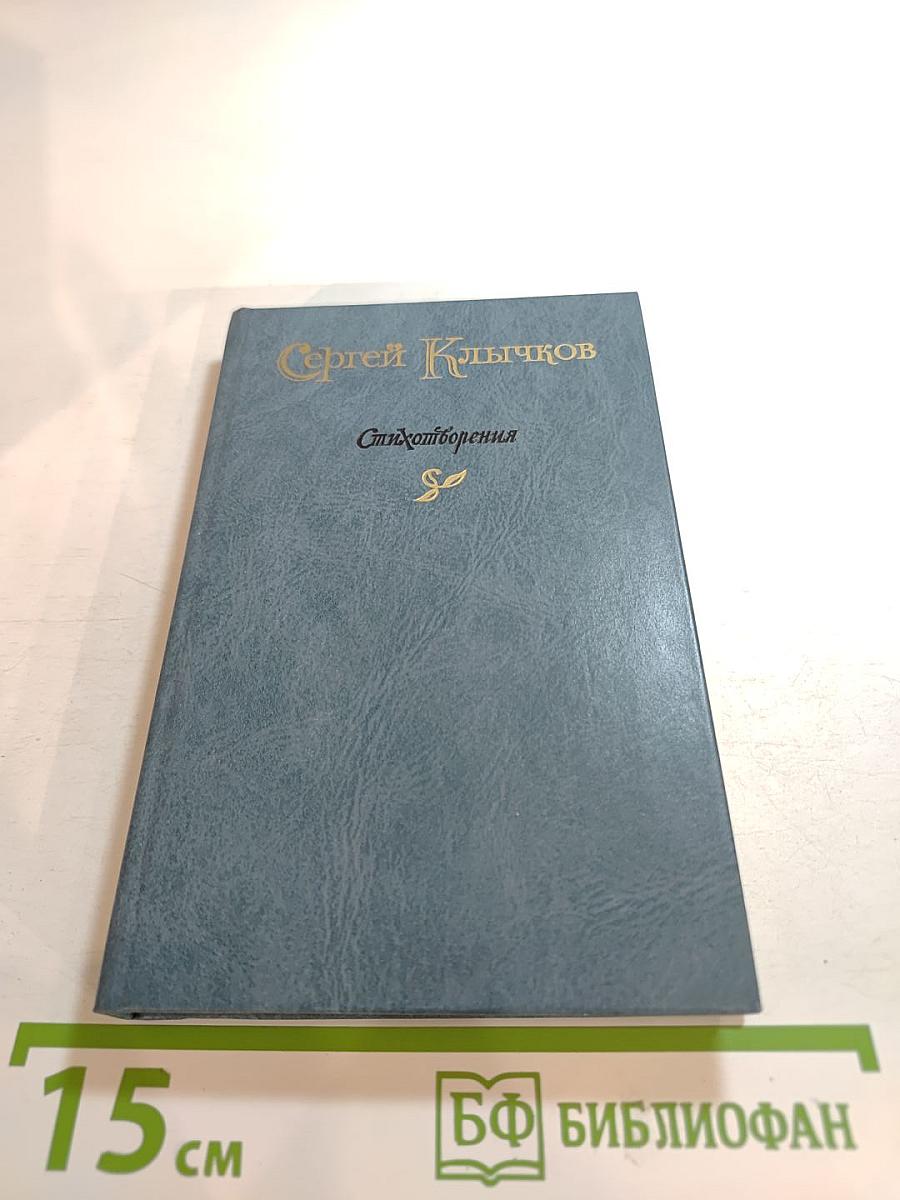 Сергей Клычков
Стихотворения
15 см
БФ БИБЛИОФАН